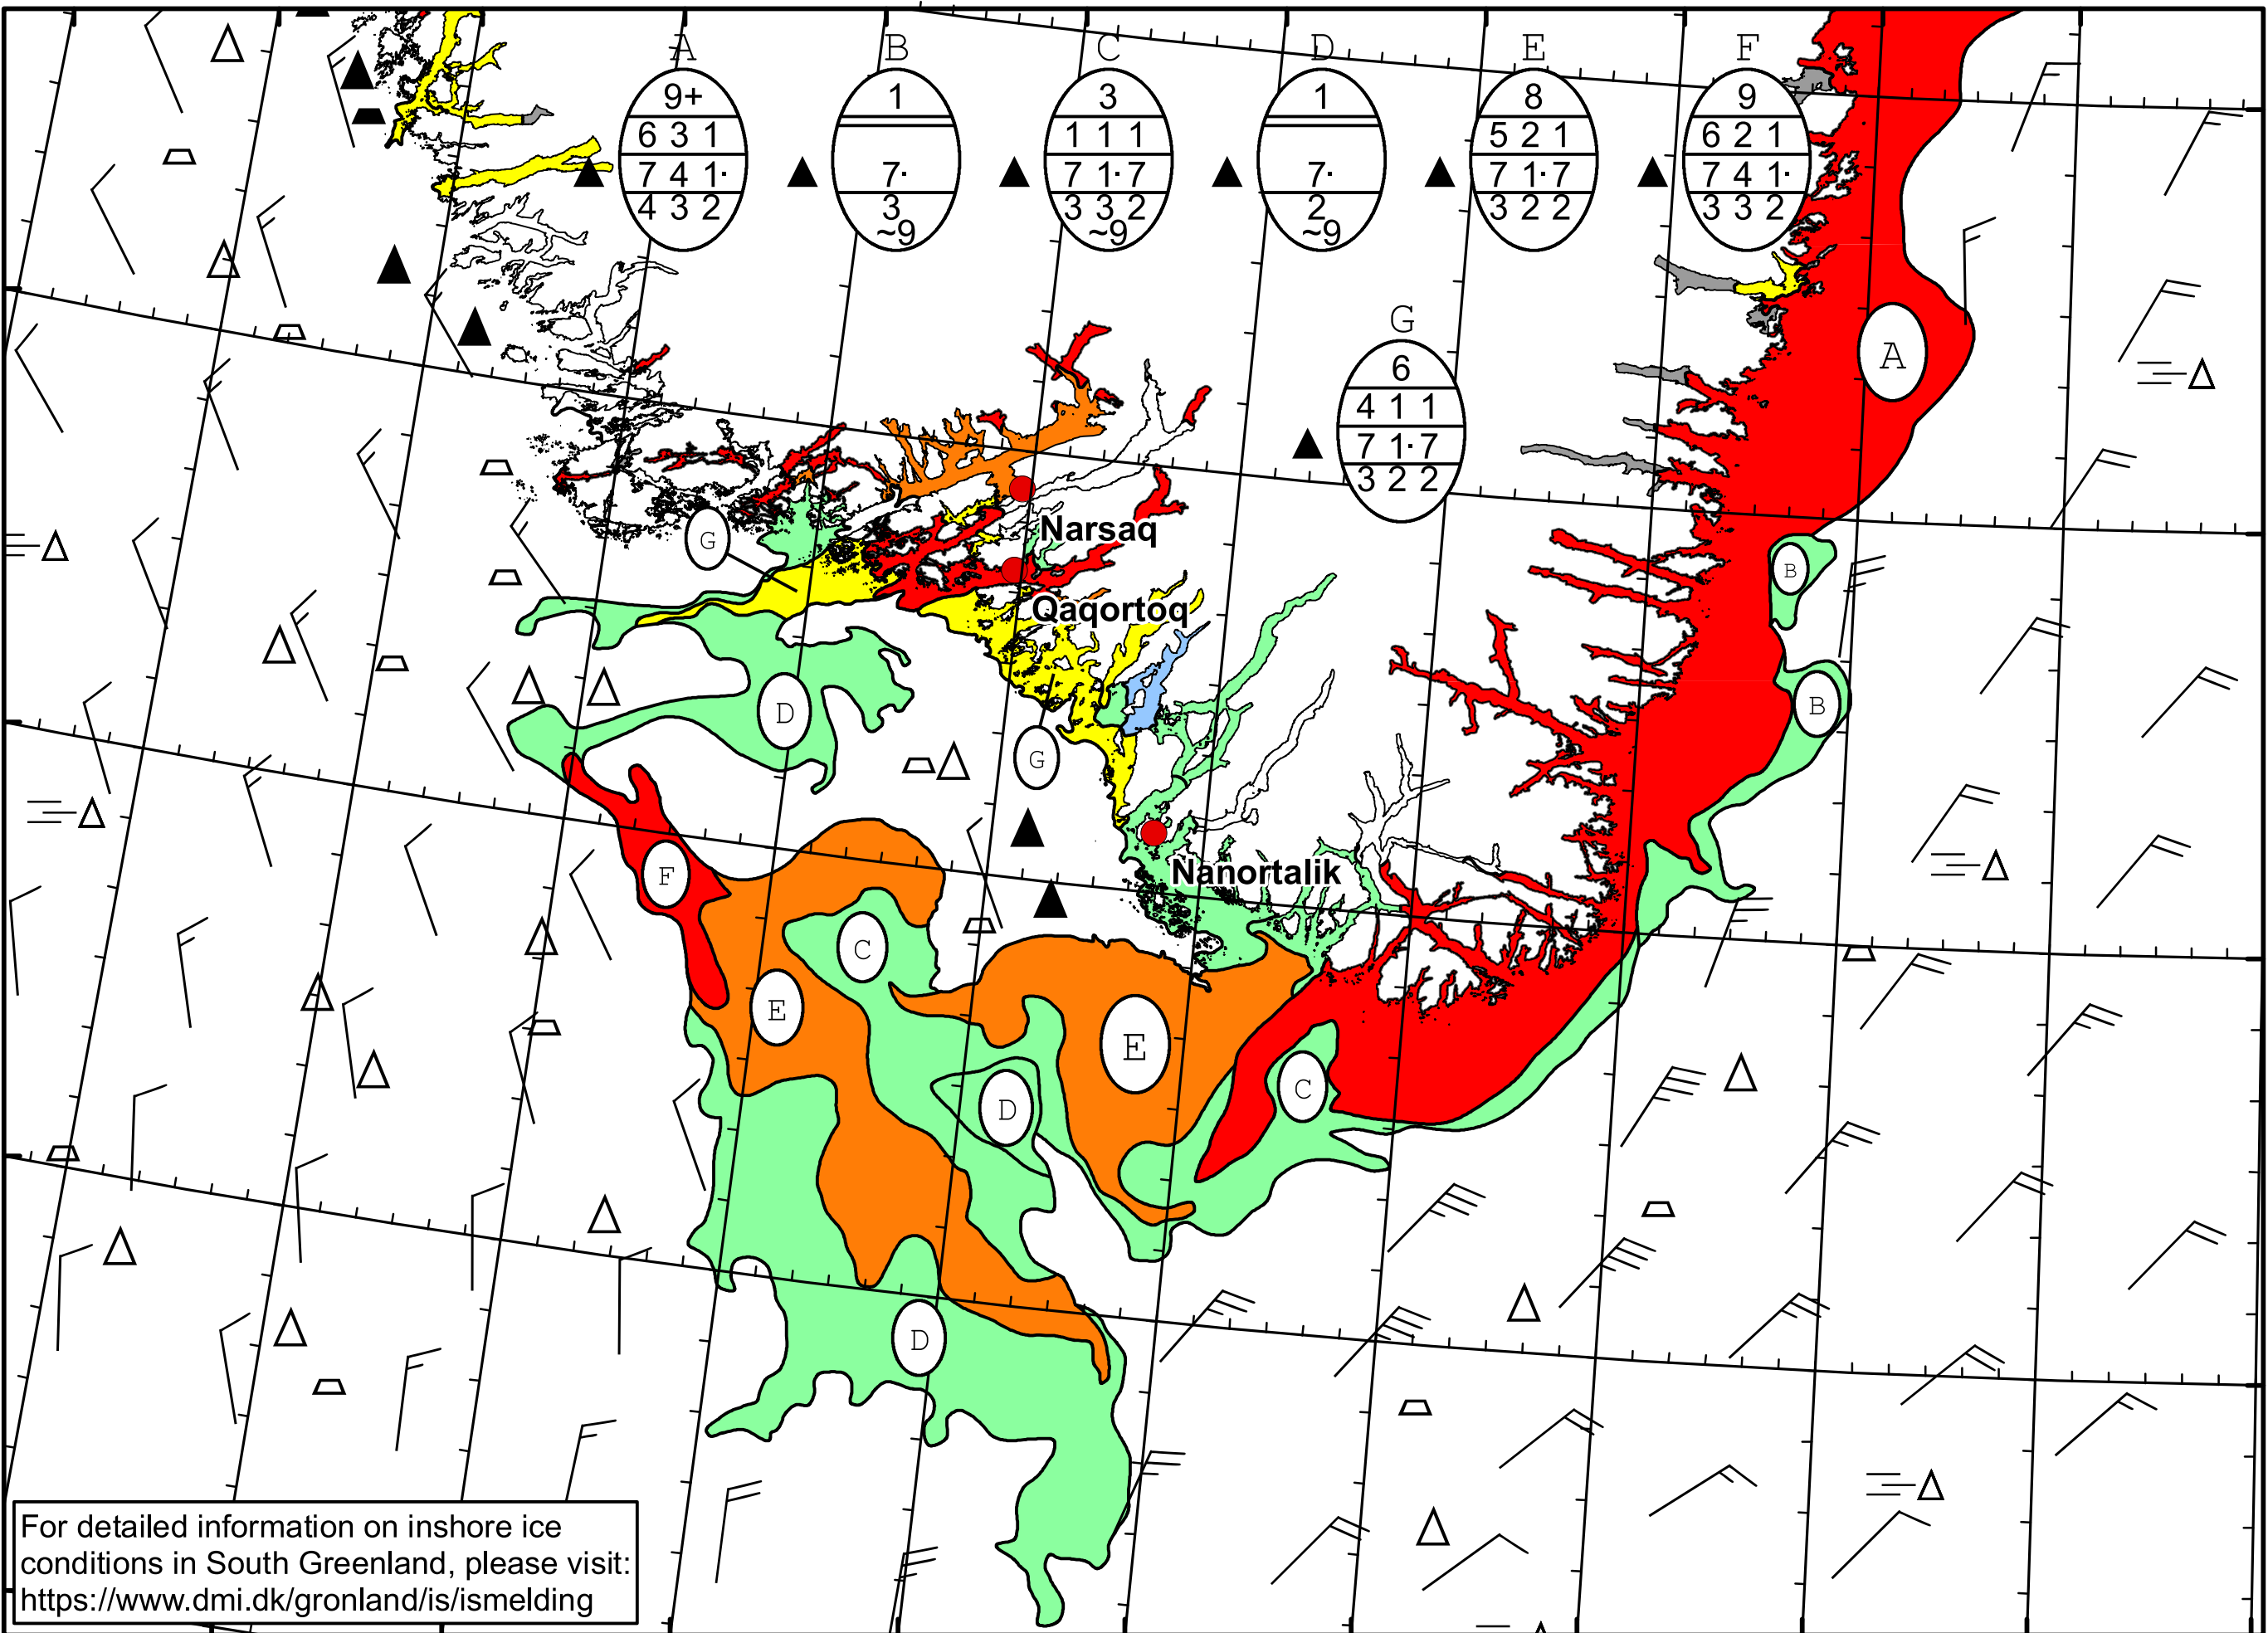 A B C D E F
9+ 1 3 1 8 9
6 3 1 1 1 1 5 2 1 6 2 1
7 4 1· 7· 7 1·7 7· 7 1·7 7 4 1·
4 3 2 3 3 3 2 2 3 2 2 3 3 2
~9 ~9 ~9
G
6
4 1 1
7 1·7
3 2 2
A
Narsaq
G
B
Qaqortoq
B
D
G
Nanortalik
F
C
E
E
C
D
D
For detailed information on inshore ice
conditions in South Greenland, please visit:
https://www.dmi.dk/gronland/is/ismelding